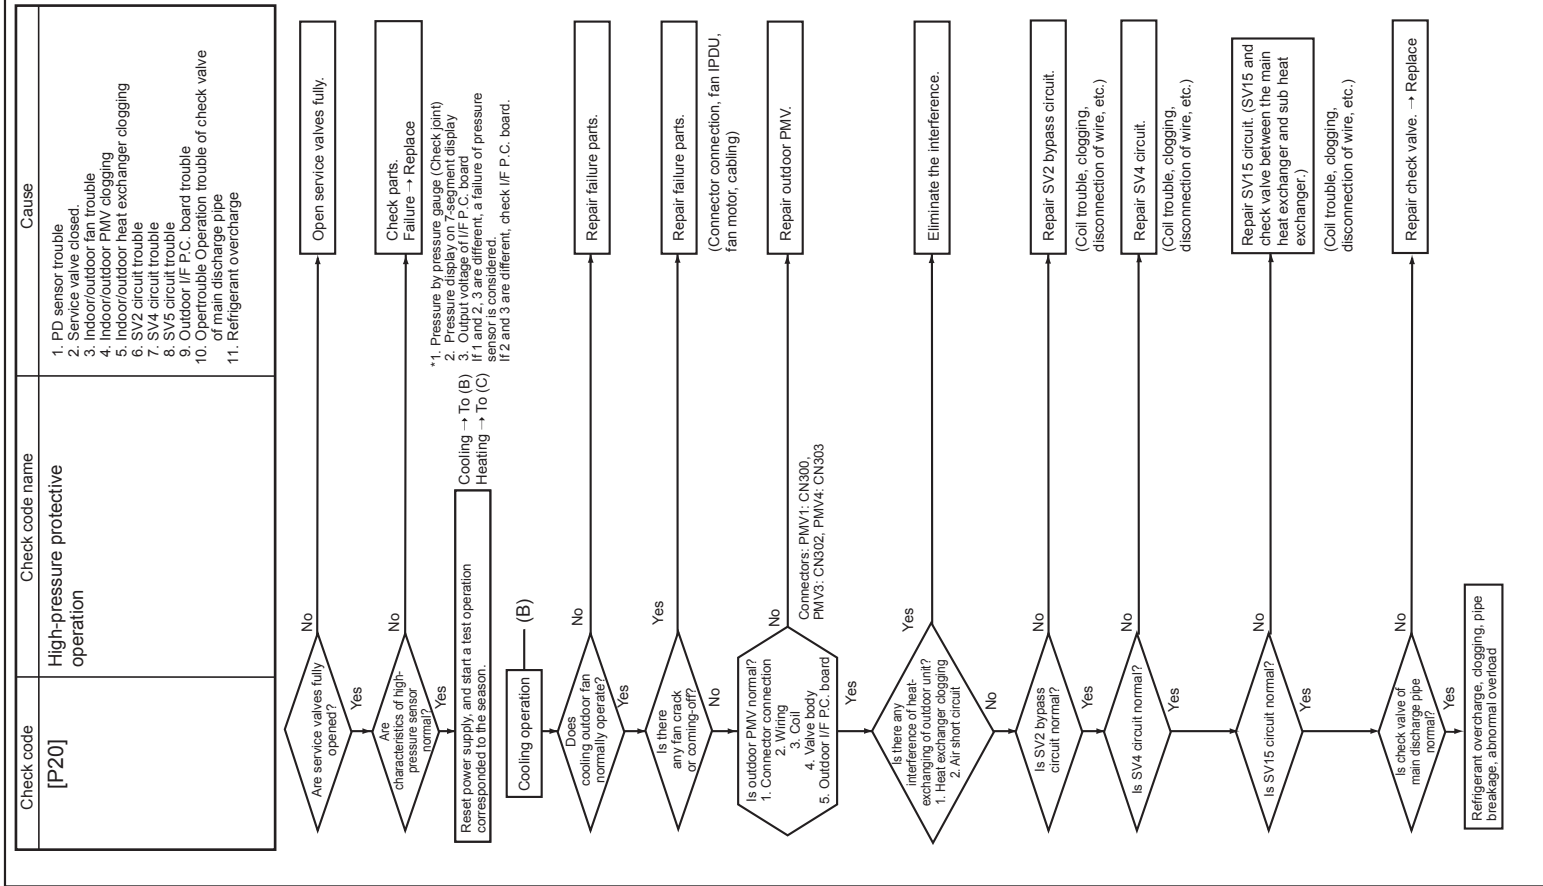 Check code
Check code name
Cause
[P20]
High-pressure protective
operation
1. PD sensor trouble
2. Service valve closed.
3. Indoor/outdoor fan trouble
4. Indoor/outdoor PMV clogging
5. Indoor/outdoor heat exchanger clogging
6. SV2 circuit trouble
7. SV4 circuit trouble
8. SV5 circuit trouble
9. Outdoor I/F P.C. board trouble
10. Opertrouble Operation trouble of check valve
of main discharge pipe
11. Refrigerant overcharge
Are service valves fully
opened?
No
Open service valves fully.
Yes
Are
characteristics of high-
pressure sensor
normal?
No
Check parts.
Failure → Replace
Yes
*1. Pressure by pressure gauge (Check joint)
2. Pressure display on 7-segment display
3. Output voltage of I/F P.C. board
If 1 and 2, 3 are different, a failure of pressure
sensor is considered.
If 2 and 3 are different, check I/F P.C. board.
Reset power supply, and start a test operation
corresponded to the season.
Cooling → To (B)
Heating → To (C)
Cooling operation
(B)
Does
cooling outdoor fan
normally operate?
No
Repair failure parts.
Yes
Is there
any fan crack
or coming-off?
Yes
Repair failure parts.
(Connector connection, fan IPDU,
fan motor, cabling)
No
Is outdoor PMV normal?
1. Connector connection
2. Wiring
3. Coil
4. Valve body
5. Outdoor I/F P.C. board
No
Repair outdoor PMV.
Connectors: PMV1: CN300,
PMV3: CN302, PMV4: CN303
Yes
Is there any
interference of heat-
exchanging of outdoor unit?
1. Heat exchanger clogging
2. Air short circuit
Yes
Eliminate the interference.
No
Is SV2 bypass
circuit normal?
No
Repair SV2 bypass circuit.
(Coil trouble, clogging,
disconnection of wire, etc.)
Yes
Is SV4 circuit normal?
No
Repair SV4 circuit.
(Coil trouble, clogging,
disconnection of wire, etc.)
Yes
Is SV15 circuit normal?
No
Repair SV15 circuit. (SV15 and
check valve between the main
heat exchanger and sub heat
exchanger.)
(Coil trouble, clogging,
disconnection of wire, etc.)
Yes
Is check valve of
main discharge pipe
normal?
No
Repair check valve. → Replace
Yes
Refrigerant overcharge, clogging, pipe
breakage, abnormal overload